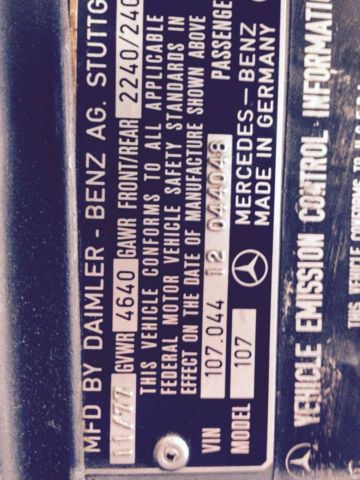 MFD BY DAIMLER-BENZ AG. STUTTG
11/77 GVWR 4640 GAWR FRONT/REAR 2240/240
THIS VEHICLE CONFORMS TO ALL APPLICABLE
FEDERAL MOTOR VEHICLE SAFETY STANDARDS IN
EFFECT ON THE DATE OF MANUFACTURE SHOWN ABOVE
PASSENGE
VIN 107.044 12 044048
MODEL 107
MERCEDES-BENZ
MADE IN GERMANY
VEHICLE EMISSION CONTROL INFORMATI